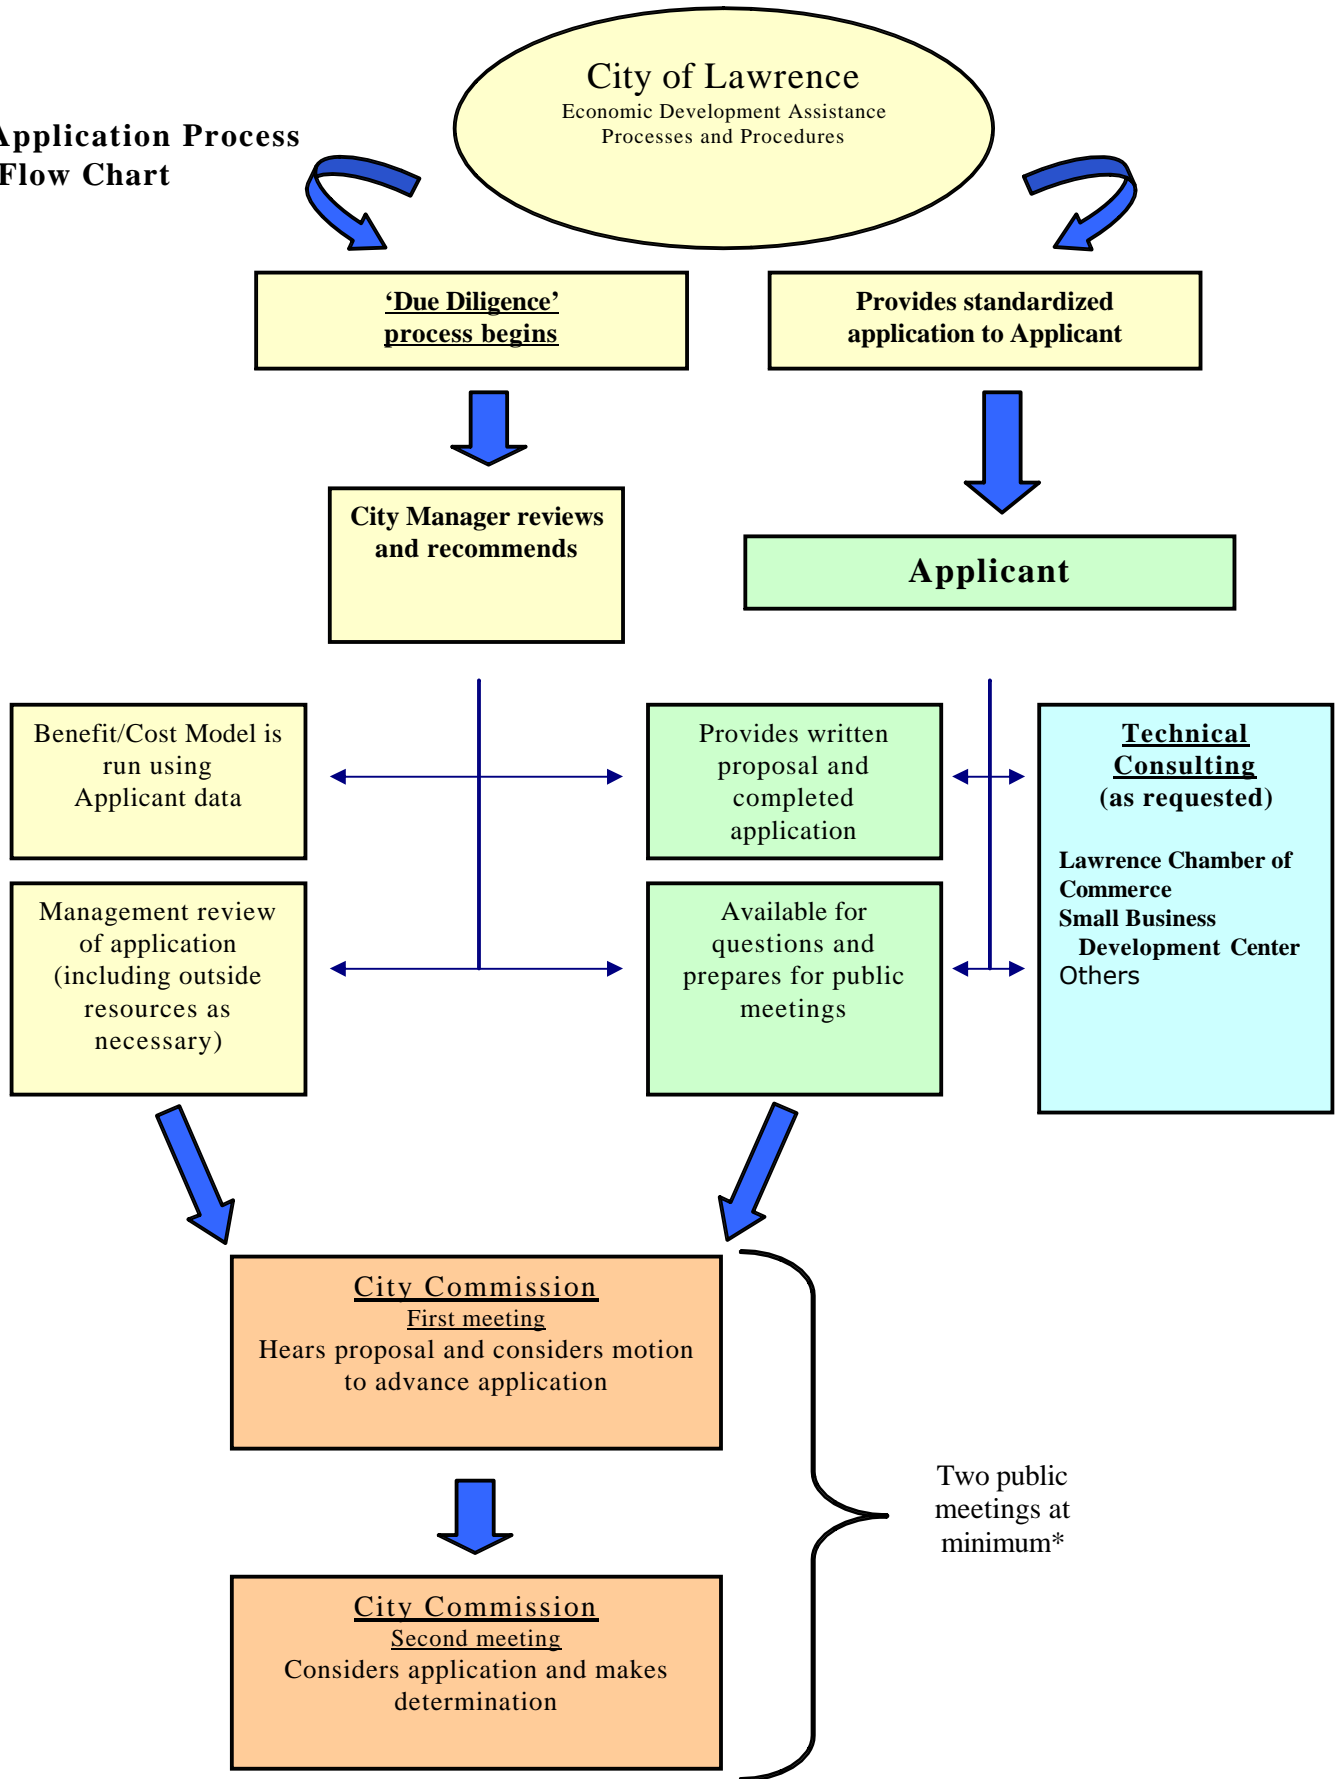 City of Lawrence
Economic Development Assistance
Processes and Procedures
Application Process
Flow Chart
‘Due Diligence’
process begins
Provides standardized
application to Applicant
City Manager reviews
and recommends
Applicant
Benefit/Cost Model is
run using
Applicant data
Provides written
proposal and
completed
application
Technical
Consulting
(as requested)
Lawrence Chamber of
Commerce
Small Business
Development Center
Others
Management review
of application
(including outside
resources as
necessary)
Available for
questions and
prepares for public
meetings
City Commission
First meeting
Hears proposal and considers motion
to advance application
Two public
meetings at
minimum*
City Commission
Second meeting
Considers application and makes
determination